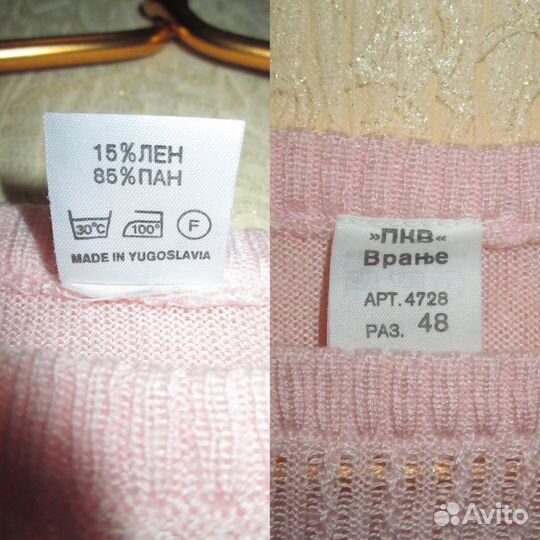 15%ЛЕН
85%ПАН
30°C 100° F
MADE IN YUGOSLAVIA
»ПКВ«
Врање
АРТ. 4728
РАЗ. 48
Avito